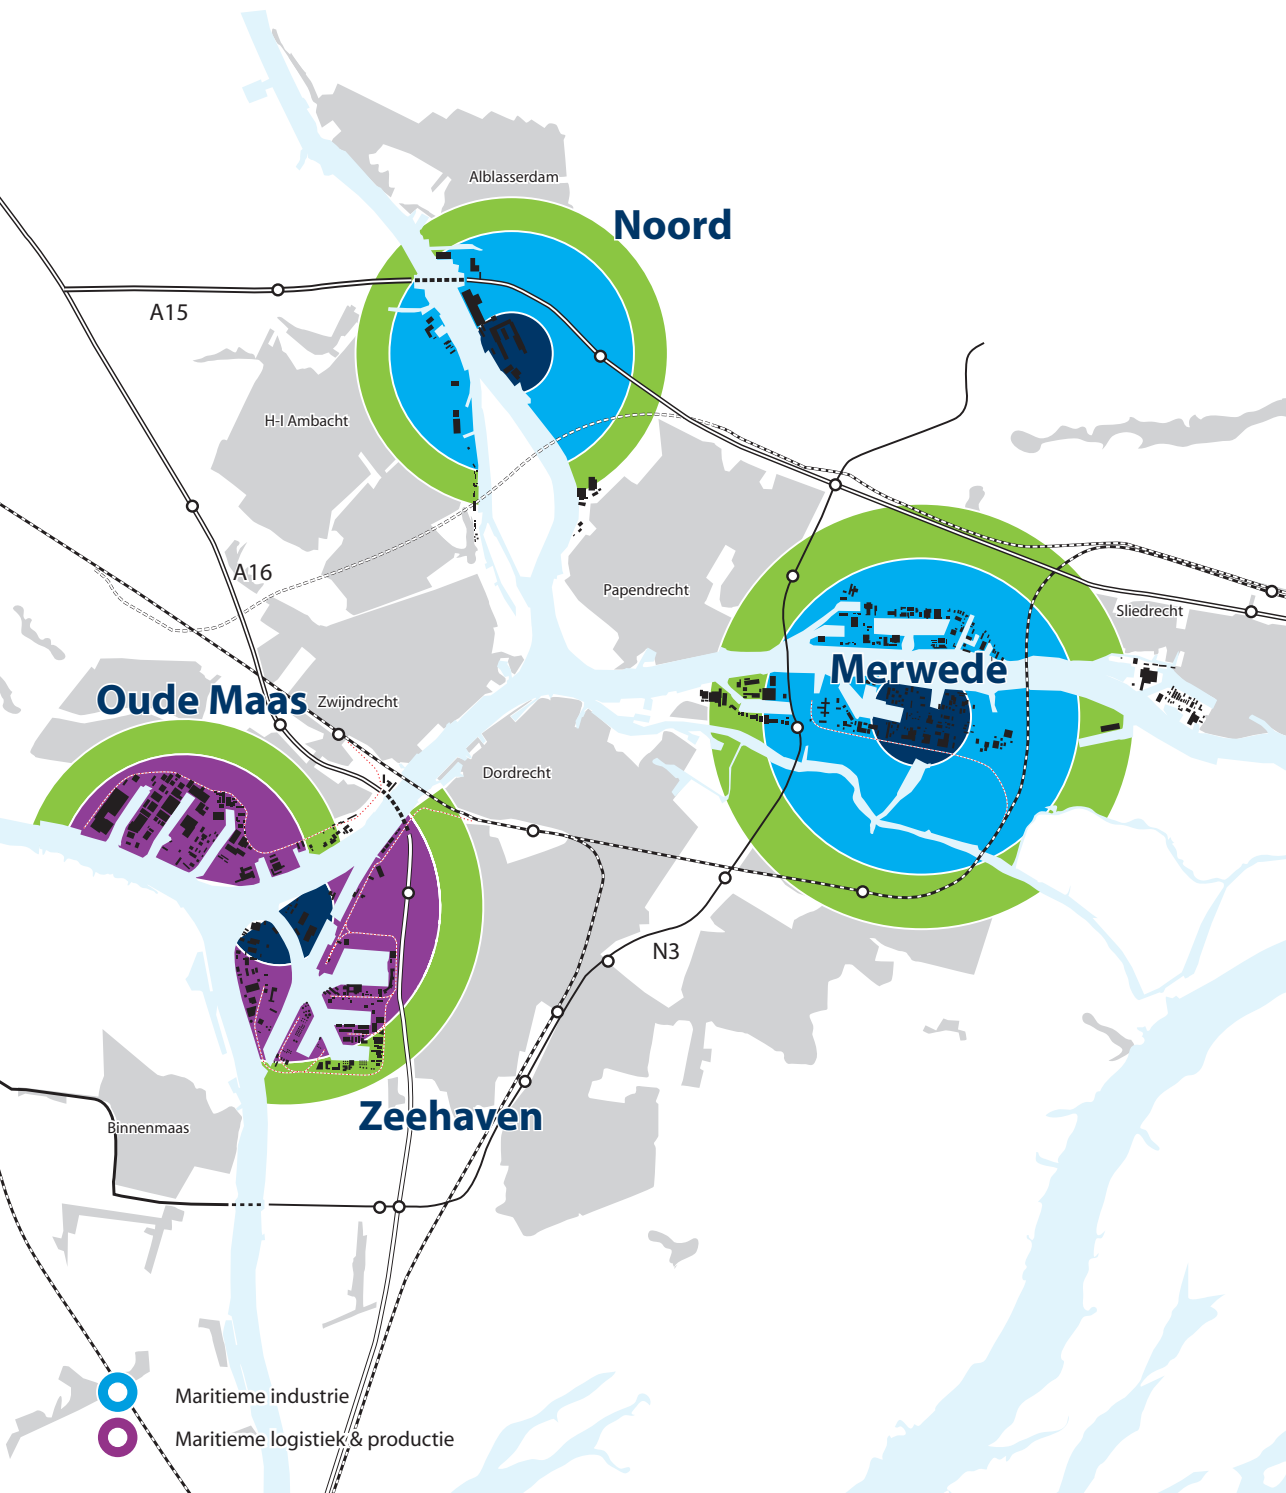 Alblasserdam
Noord
A15
H-I Ambacht
A16
Papendrecht
Sliedrecht
Merwede
Oude Maas
Zwijndrecht
Dordrecht
N3
Zeehaven
Binnenmaas
Maritieme industrie
Maritieme logistiek & productie